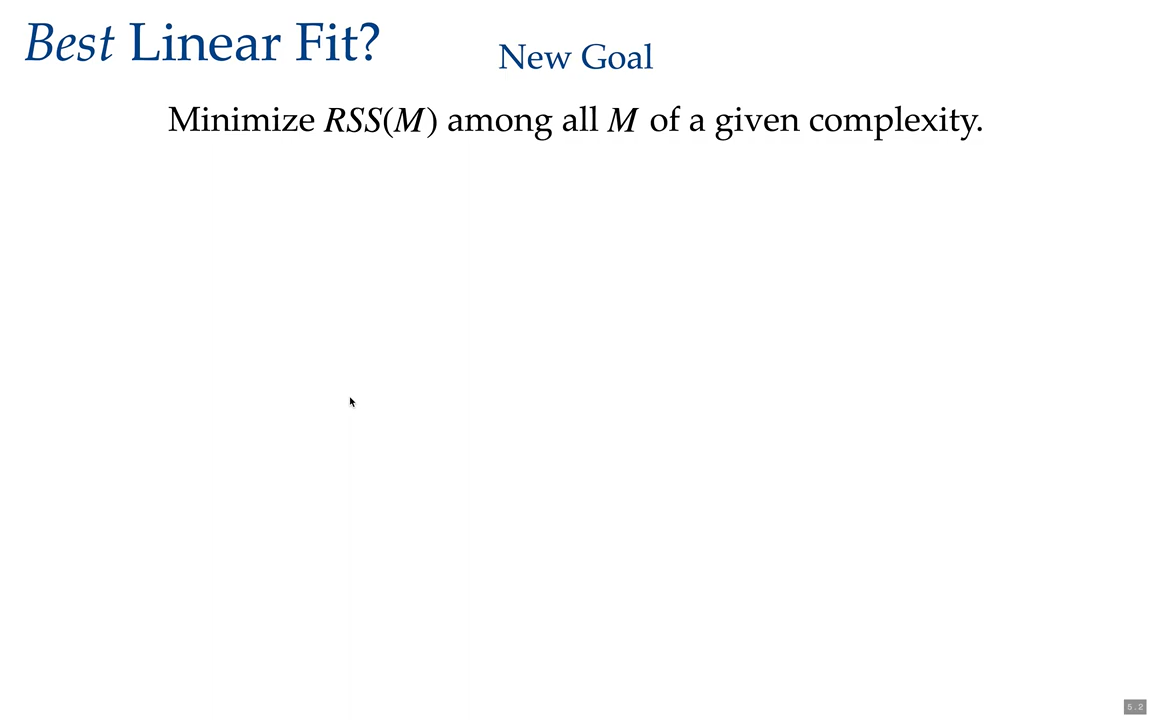 Best Linear Fit?
New Goal
Minimize RSS(M) among all M of a given complexity.
5.2